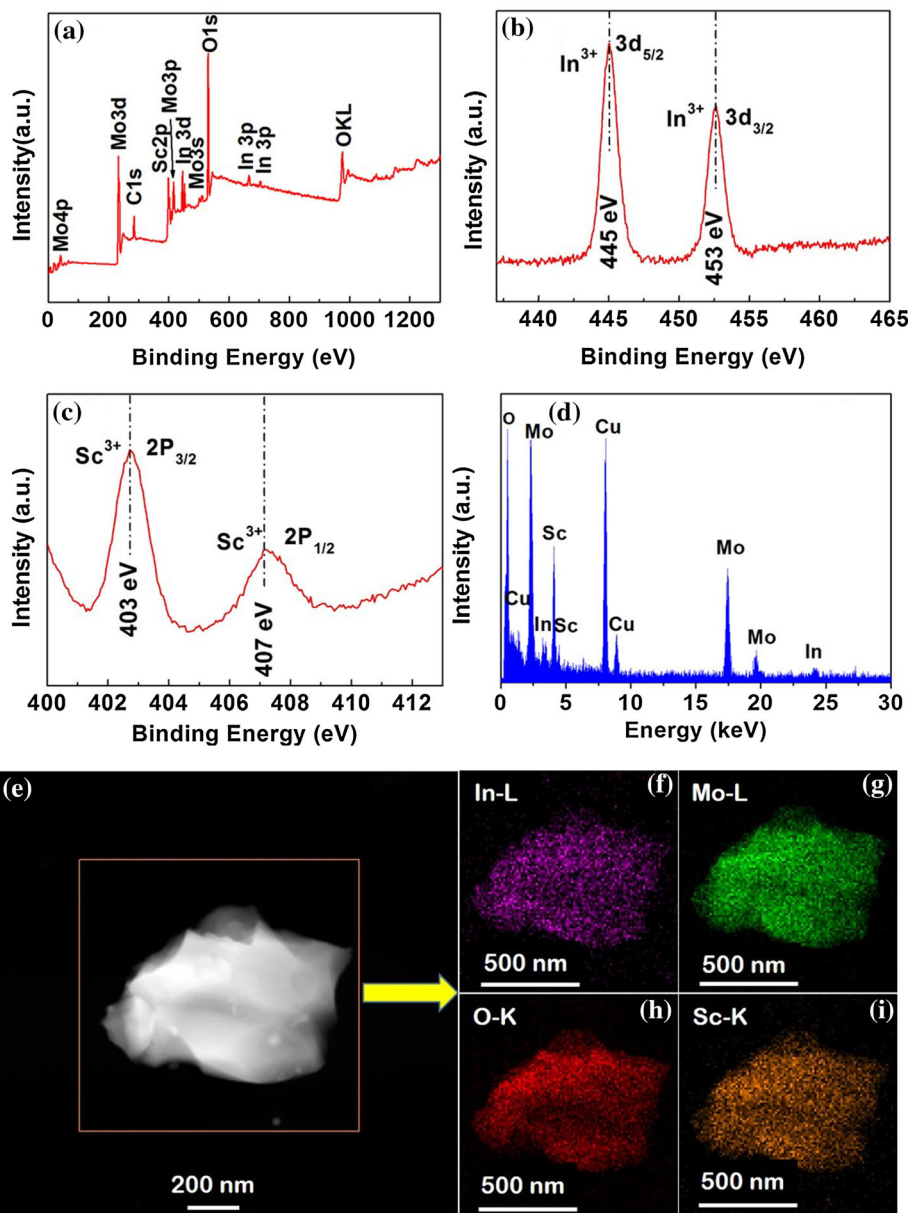 (a)
Intensity(a.u.)
Mo4p
Mo3d
C1s
Sc2p
Mo3p
In 3d
Mo3s
O1s
In 3p
In 3p
OKL
0 200 400 600 800 1000 1200
Binding Energy (eV)
(b)
Intensity (a.u.)
In3+ 3d5/2
445 eV
In3+ 3d3/2
453 eV
440 445 450 455 460 465
Binding Energy (eV)
(c)
Intensity (a.u.)
Sc3+ 2P3/2
403 eV
Sc3+ 2P1/2
407 eV
400 402 404 406 408 410 412
Binding Energy (eV)
(d)
Intensity (a.u.)
O
Mo
Cu
Sc
Mo
Cu
In
Sc
Cu
Mo
In
0 5 10 15 20 25 30
Energy (keV)
(e)
200 nm
In-L (f)
500 nm
Mo-L (g)
500 nm
O-K (h)
500 nm
Sc-K (i)
500 nm